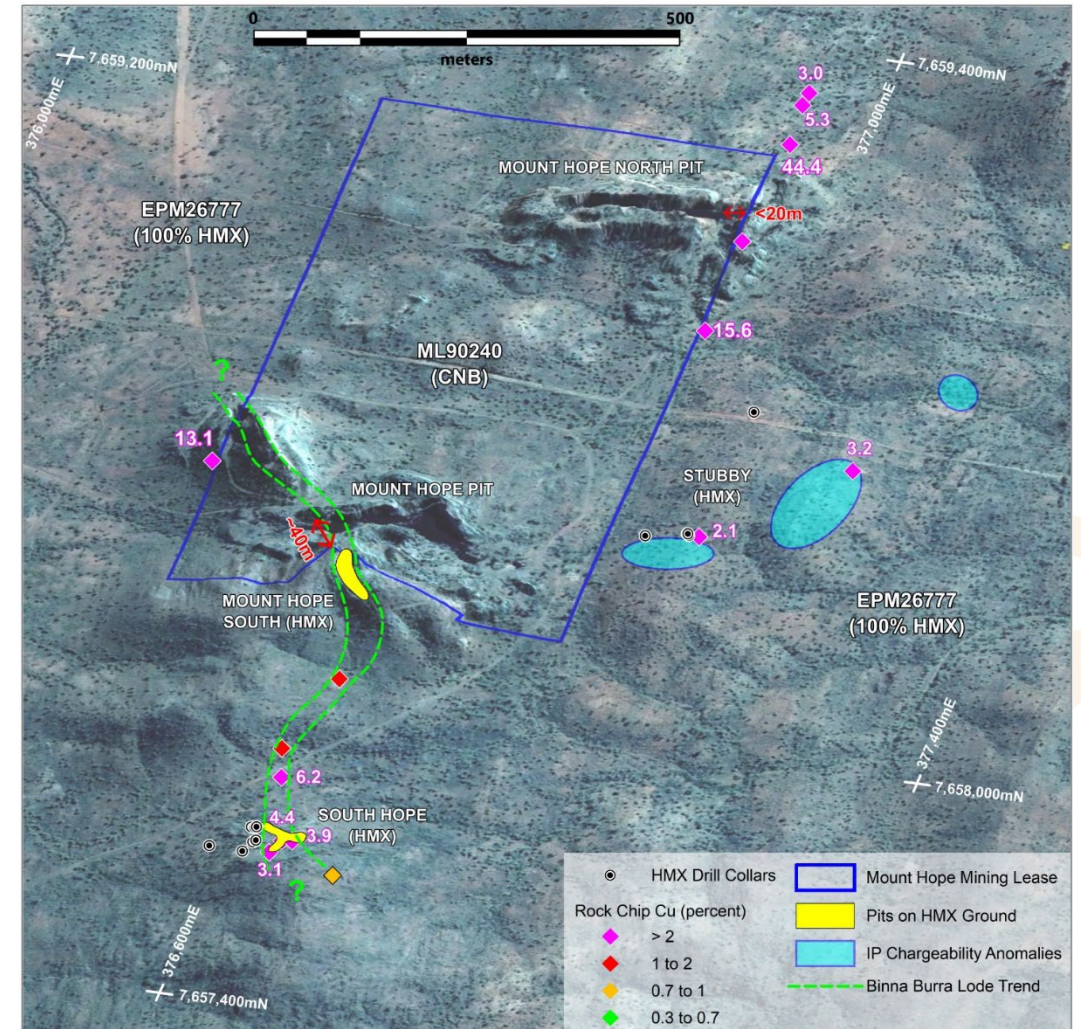 0
500
meters
7,659,200mN
376,000mE
7,659,400mN
377,000mE
3.0
5.3
44.4
MOUNT HOPE NORTH PIT
<20m
EPM26777
(100% HMX)
15.6
ML90240
(CNB)
?
13.1
3.2
STUBBY
(HMX)
MOUNT HOPE PIT
~40m
2.1
MOUNT HOPE
SOUTH (HMX)
EPM26777
(100% HMX)
6.2
377,400mE
7,658,000mN
4.4
SOUTH HOPE
(HMX)
3.9
3.1
?
376,600mE
7,657,400mN
HMX Drill Collars
Rock Chip Cu (percent)
> 2
1 to 2
0.7 to 1
0.3 to 0.7
Mount Hope Mining Lease
Pits on HMX Ground
IP Chargeability Anomalies
Binna Burra Lode Trend